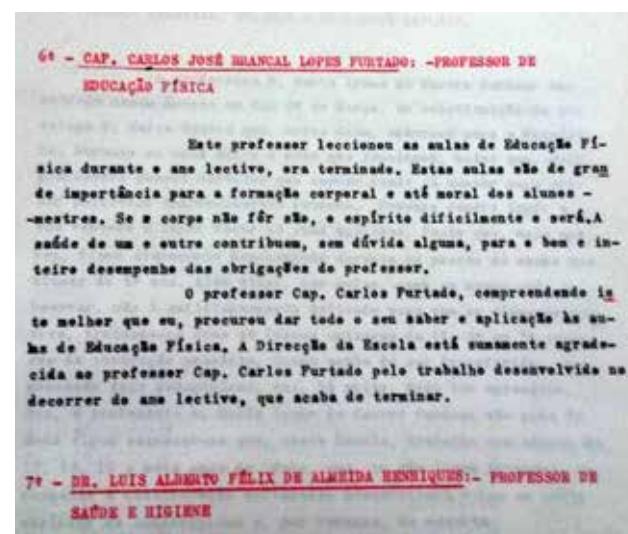 6º - CAP. CARLOS JOSÉ BRANCAL LOPES FURTADO: -PROFESSOR DE
EDUCAÇÃO FÍSICA
Este professor leccionou as aulas de Educação Fí-
sica durante o ano lectivo, ora terminado. Estas aulas são de gran
de importância para a formação corporal e até moral dos alunos -
-mestres. Se o corpo não fôr são, o espírito dificilmente o será.A
saúde de um e outro contribuem, sem dúvida alguma, para o bom e in-
teiro desempenho das obrigações do professor.
O professor Cap. Carlos Furtado, compreendendo is
to melhor que eu, procurou dar todo o seu saber e aplicação às au-
las de Educação Física. A Direcção da Escola está sumamente agrade-
cida ao professor Cap. Carlos Furtado pelo trabalho desenvolvido no
decorrer do ano lectivo, que acaba de terminar.
7º - DR. LUIS ALBERTO FÉLIX DE ALMEIDA HENRIQUES:- PROFESSOR DE
SAÚDE E HIGIENE